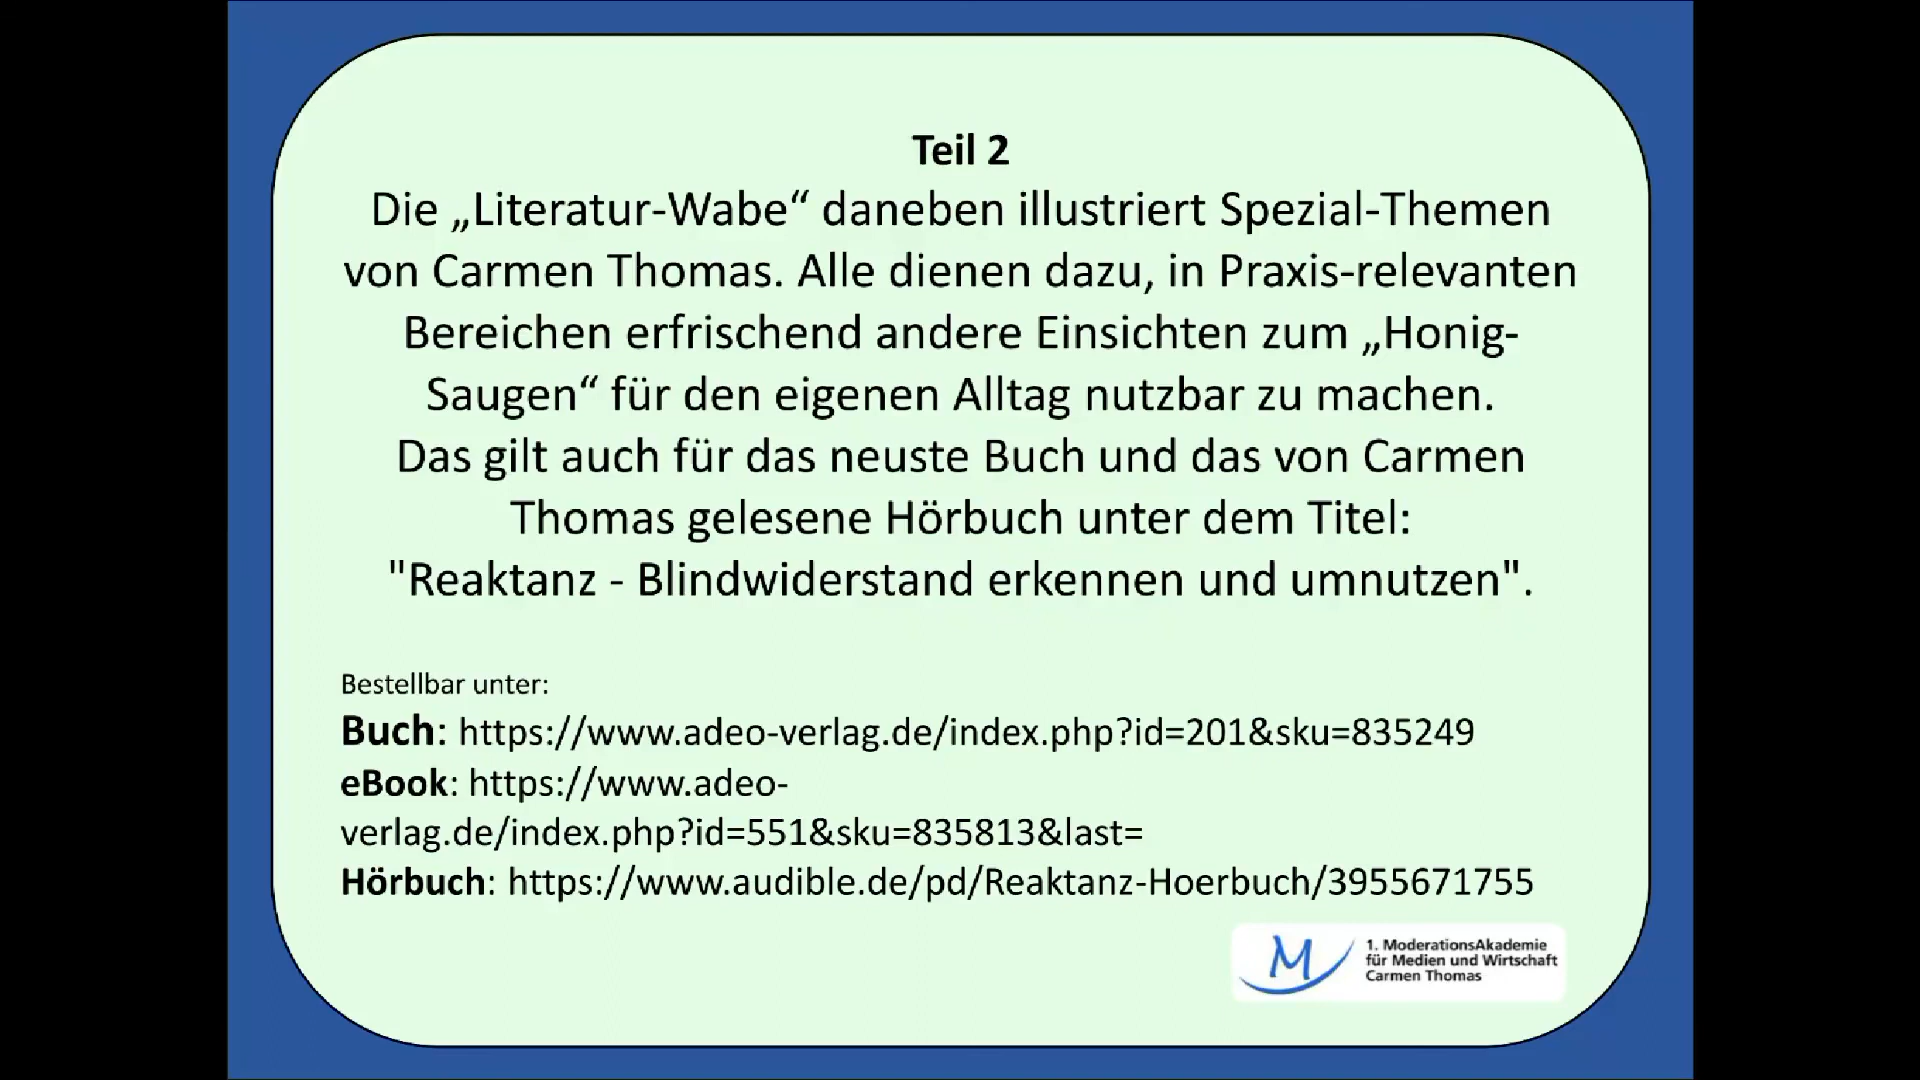 Teil 2
Die „Literatur-Wabe“ daneben illustriert Spezial-Themen
von Carmen Thomas. Alle dienen dazu, in Praxis-relevanten
Bereichen erfrischend andere Einsichten zum „Honig-
Saugen“ für den eigenen Alltag nutzbar zu machen.
Das gilt auch für das neuste Buch und das von Carmen
Thomas gelesene Hörbuch unter dem Titel:
"Reaktanz - Blindwiderstand erkennen und umnutzen".
Bestellbar unter:
Buch: https://www.adeo-verlag.de/index.php?id=201&sku=835249
eBook: https://www.adeo-
verlag.de/index.php?id=551&sku=835813&last=
Hörbuch: https://www.audible.de/pd/Reaktanz-Hoerbuch/3955671755
M
1. ModerationsAkademie
für Medien und Wirtschaft
Carmen Thomas